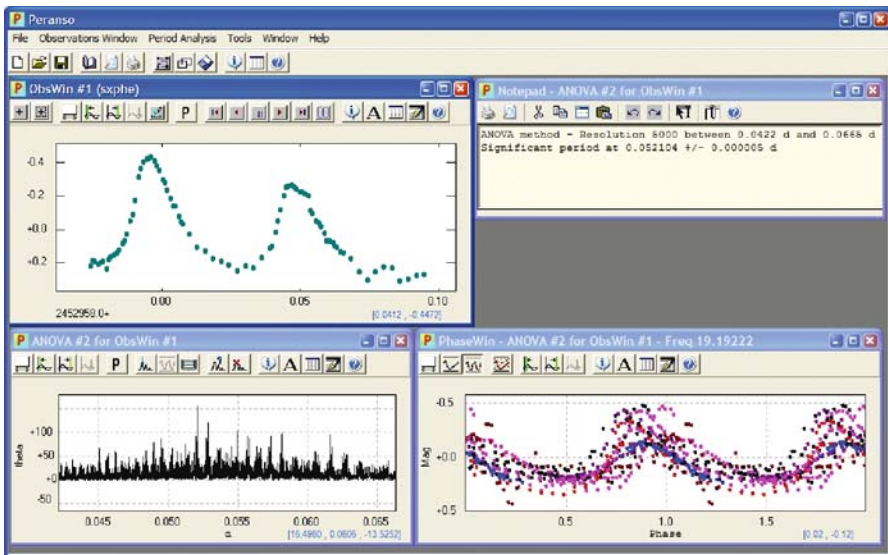 Peranso
File Observations Window Period Analysis Tools Window Help
ObsWin #1 (sxphe)
P
A
-0.4
-0.2
+0.0
+0.2
0.00 0.05 0.10
2452958.0+
[0.0412 , -0.4472]
Notepad - ANOVA #2 for ObsWin #1
ANOVA method - Resolution 8000 between 0.0422 d and 0.0665 d
Significant period at 0.052104 +/- 0.000005 d
ANOVA #2 for ObsWin #1
P
A
theta
+100
+50
+0
-50
0.045 0.050 0.055 0.060 0.065
[16.4960 , 0.0606 , -13.5252]
PhaseWin - ANOVA #2 for ObsWin #1 - Freq 19.19222
A
Mag
-0.5
+0.0
+0.5
0.5 1.0 1.5
Phase
[0.02 , -0.12]